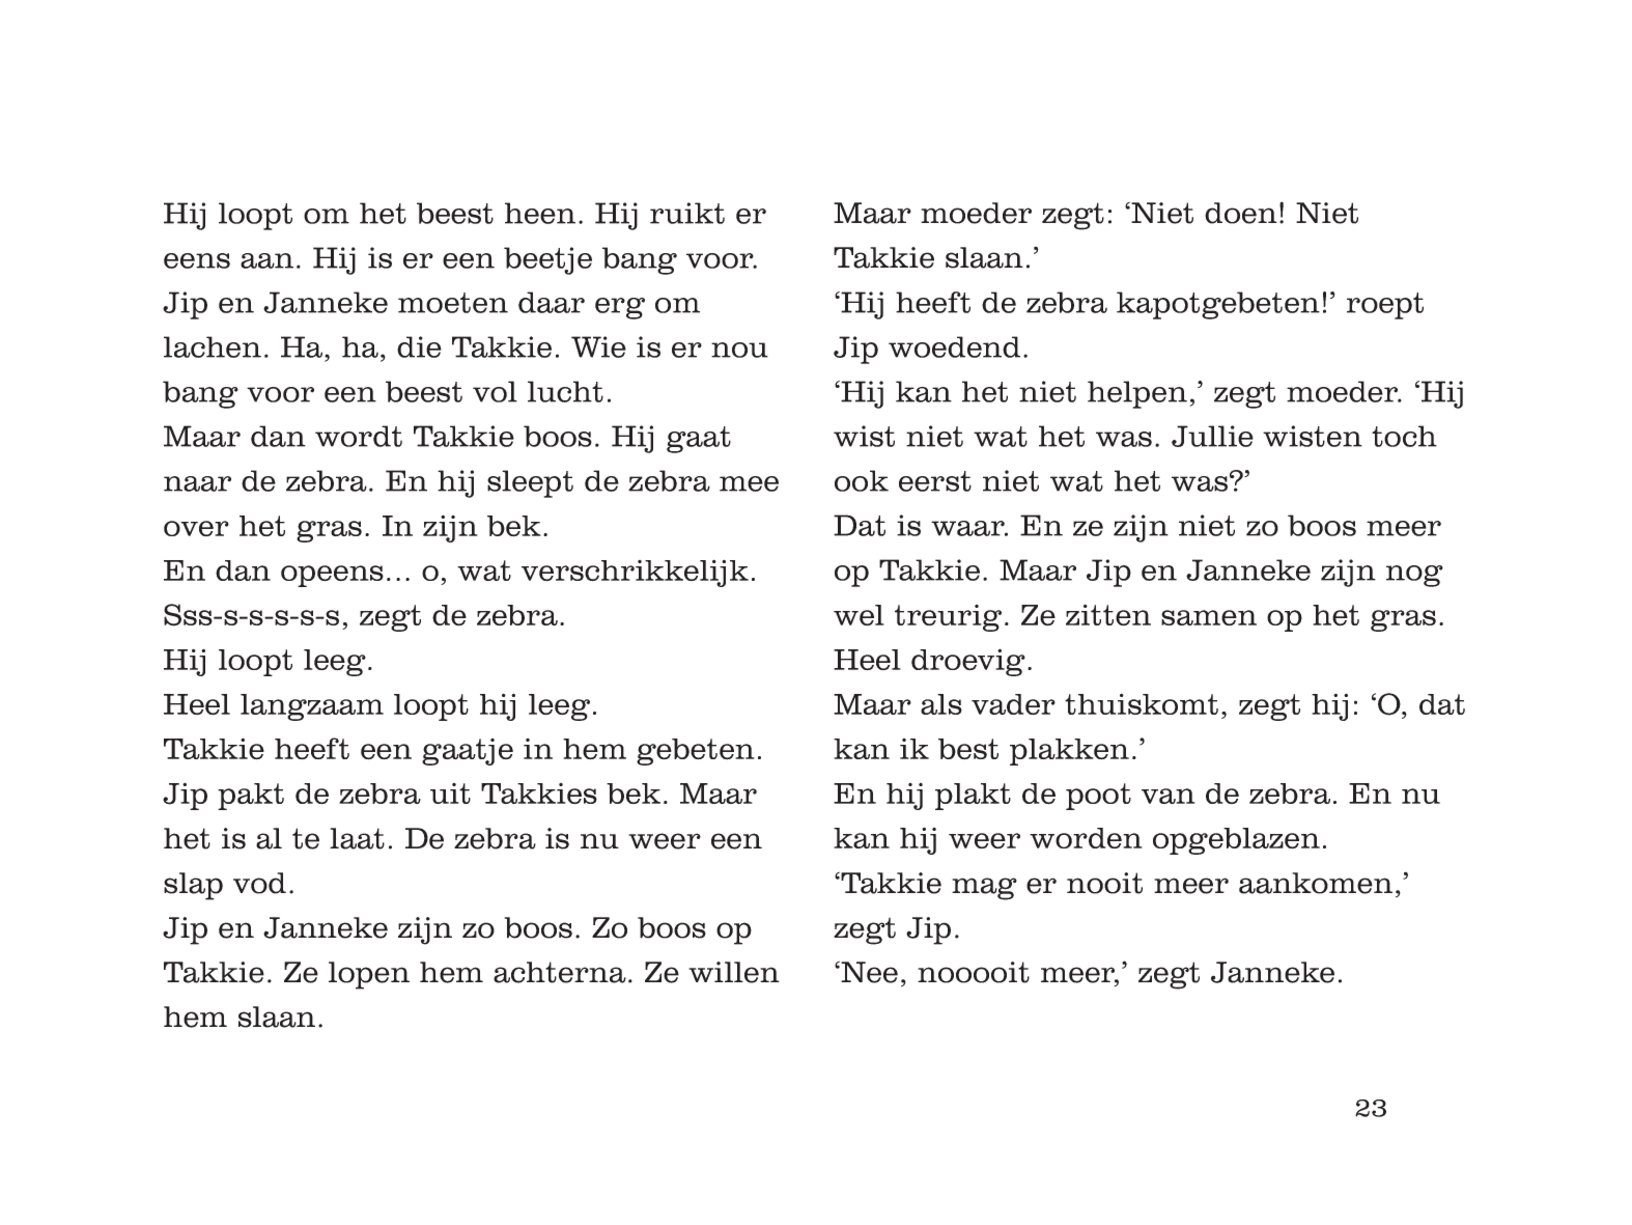 Hij loopt om het beest heen. Hij ruikt er
eens aan. Hij is er een beetje bang voor.
Jip en Janneke moeten daar erg om
lachen. Ha, ha, die Takkie. Wie is er nou
bang voor een beest vol lucht.
Maar dan wordt Takkie boos. Hij gaat
naar de zebra. En hij sleept de zebra mee
over het gras. In zijn bek.
En dan opeens... o, wat verschrikkelijk.
Sss-s-s-s-s-s, zegt de zebra.
Hij loopt leeg.
Heel langzaam loopt hij leeg.
Takkie heeft een gaatje in hem gebeten.
Jip pakt de zebra uit Takkies bek. Maar
het is al te laat. De zebra is nu weer een
slap vod.
Jip en Janneke zijn zo boos. Zo boos op
Takkie. Ze lopen hem achterna. Ze willen
hem slaan.
Maar moeder zegt: ‘Niet doen! Niet
Takkie slaan.’
‘Hij heeft de zebra kapotgebeten!’ roept
Jip woedend.
‘Hij kan het niet helpen,’ zegt moeder. ‘Hij
wist niet wat het was. Jullie wisten toch
ook eerst niet wat het was?’
Dat is waar. En ze zijn niet zo boos meer
op Takkie. Maar Jip en Janneke zijn nog
wel treurig. Ze zitten samen op het gras.
Heel droevig.
Maar als vader thuiskomt, zegt hij: ‘O, dat
kan ik best plakken.’
En hij plakt de poot van de zebra. En nu
kan hij weer worden opgeblazen.
‘Takkie mag er nooit meer aankomen,’
zegt Jip.
‘Nee, nooooit meer,’ zegt Janneke.
23